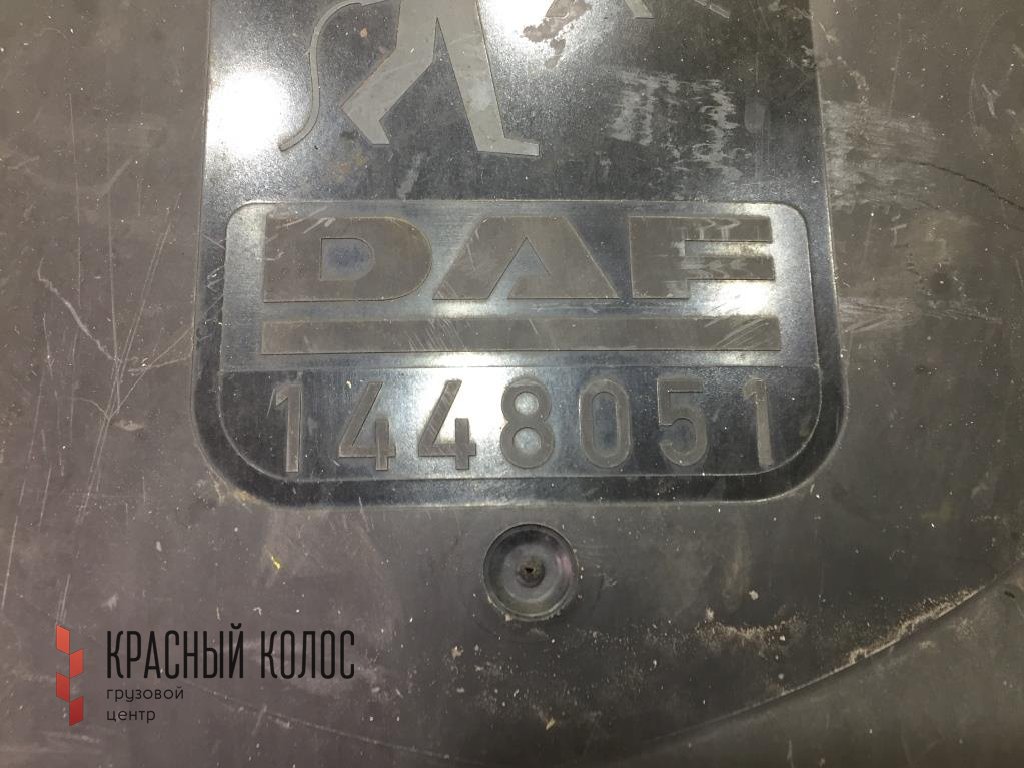 DAF
1448051
КРАСНЫЙ КОЛОС
грузовой
центр